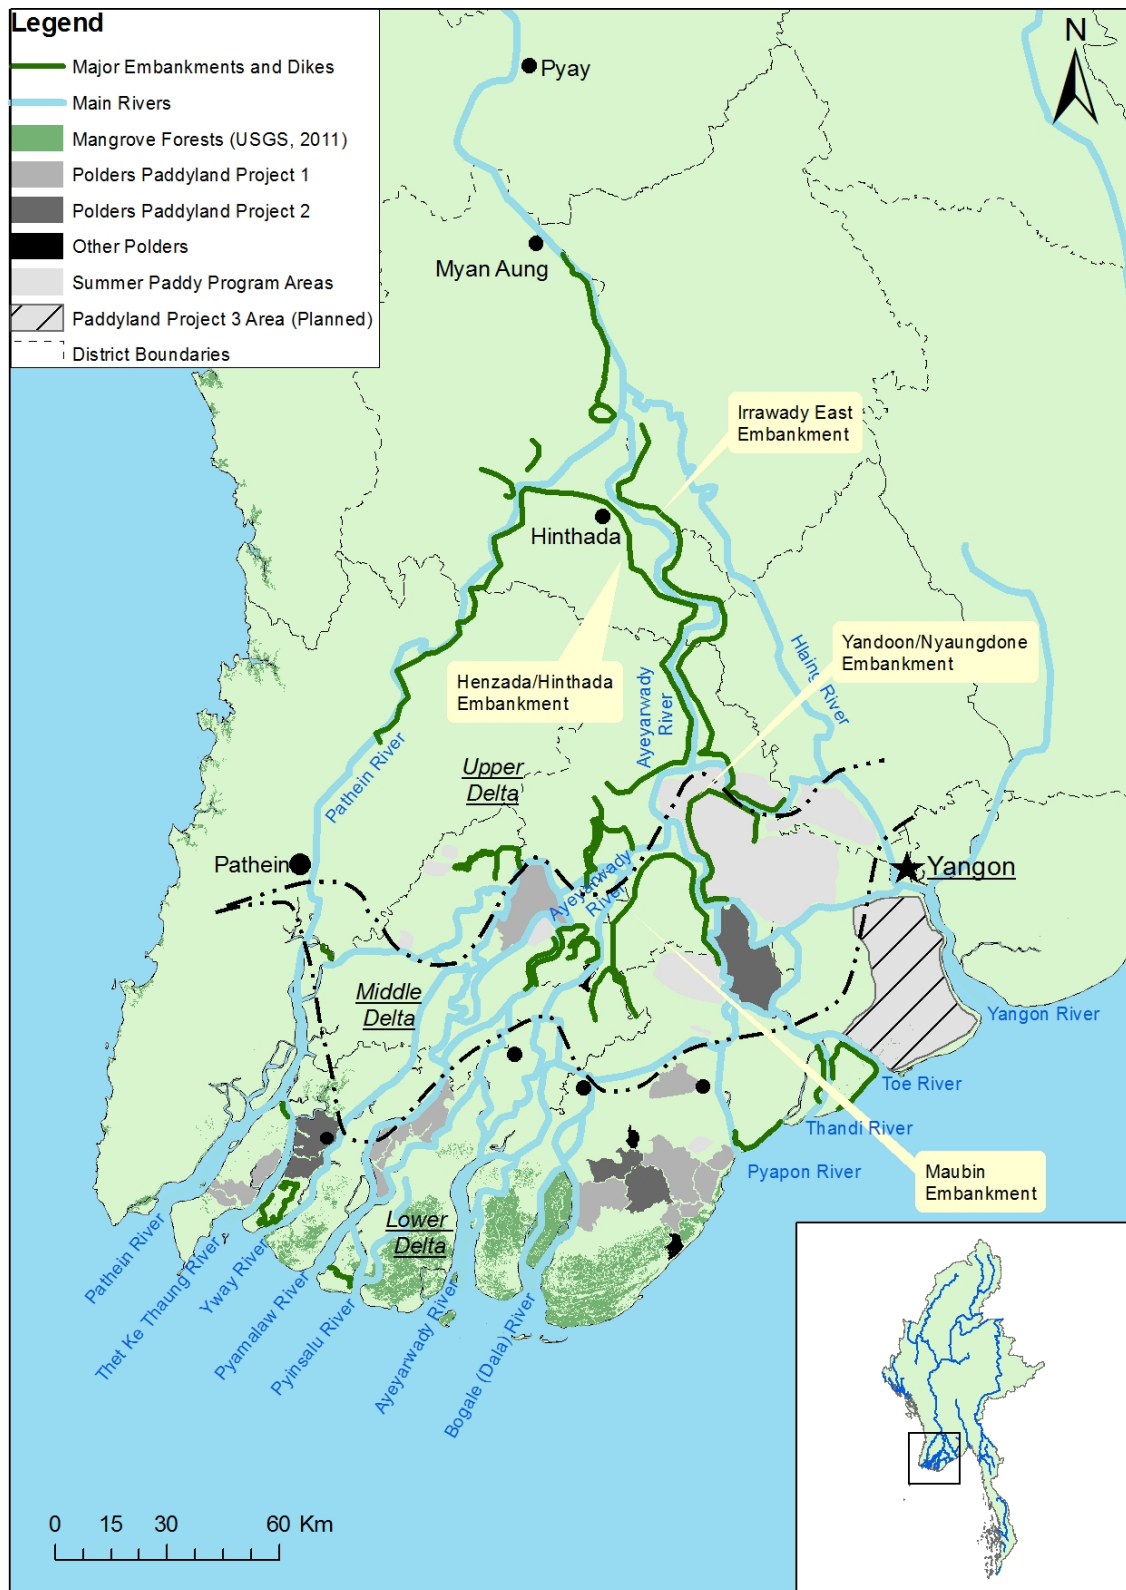 Legend
Major Embankments and Dikes
Main Rivers
Mangrove Forests (USGS, 2011)
Polders Paddyland Project 1
Polders Paddyland Project 2
Other Polders
Summer Paddy Program Areas
Paddyland Project 3 Area (Planned)
District Boundaries
N
Pyay
Myan Aung
Irrawady East
Embankment
Hinthada
Henzada/Hinthada
Embankment
Yandoon/Nyaungdone
Embankment
Hlaing River
Ayeyarwady
River
Pathein River
Upper
Delta
Pathein
Ayeyarwady
River
Yangon
Middle
Delta
Yangon River
Toe River
Thandi River
Pyapon River
Maubin
Embankment
Lower
Delta
Pathein River
Thet Ke Thaung River
Yway River
Pyamalaw River
Pyinsalu River
Ayeyarwady River
Bogale (Dala) River
0 15 30 60 Km